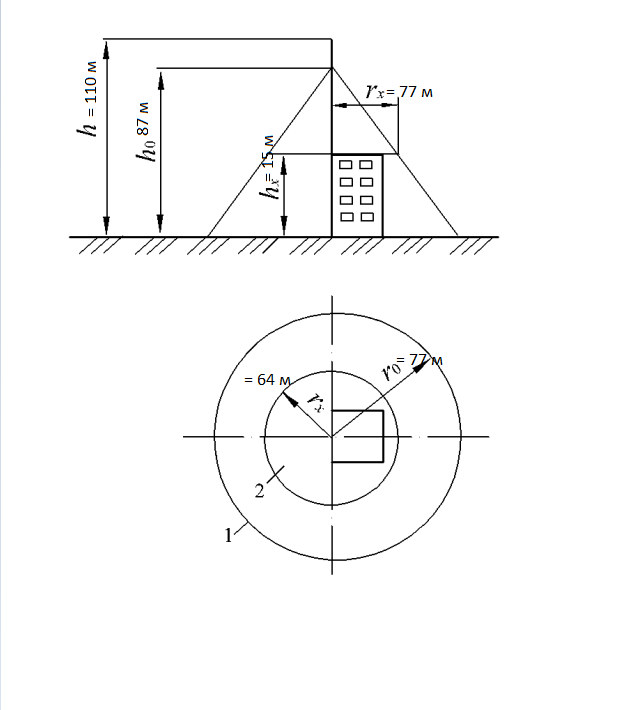 h = 110 м
h0 87 м
hx = 15 м
rx = 77 м
= 64 м
rx
r0 = 77 м
2
1